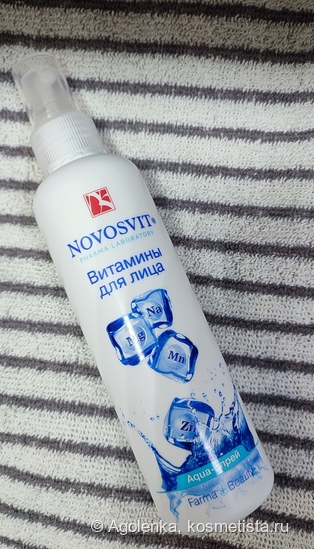 NOVOSVIT®
PHARMA LABORATORY
Витамины
для лица
Na
Mg
Mn
Zn
Aqua-спрей
Farma + Beauty
© Agolenka, kosmetista.ru